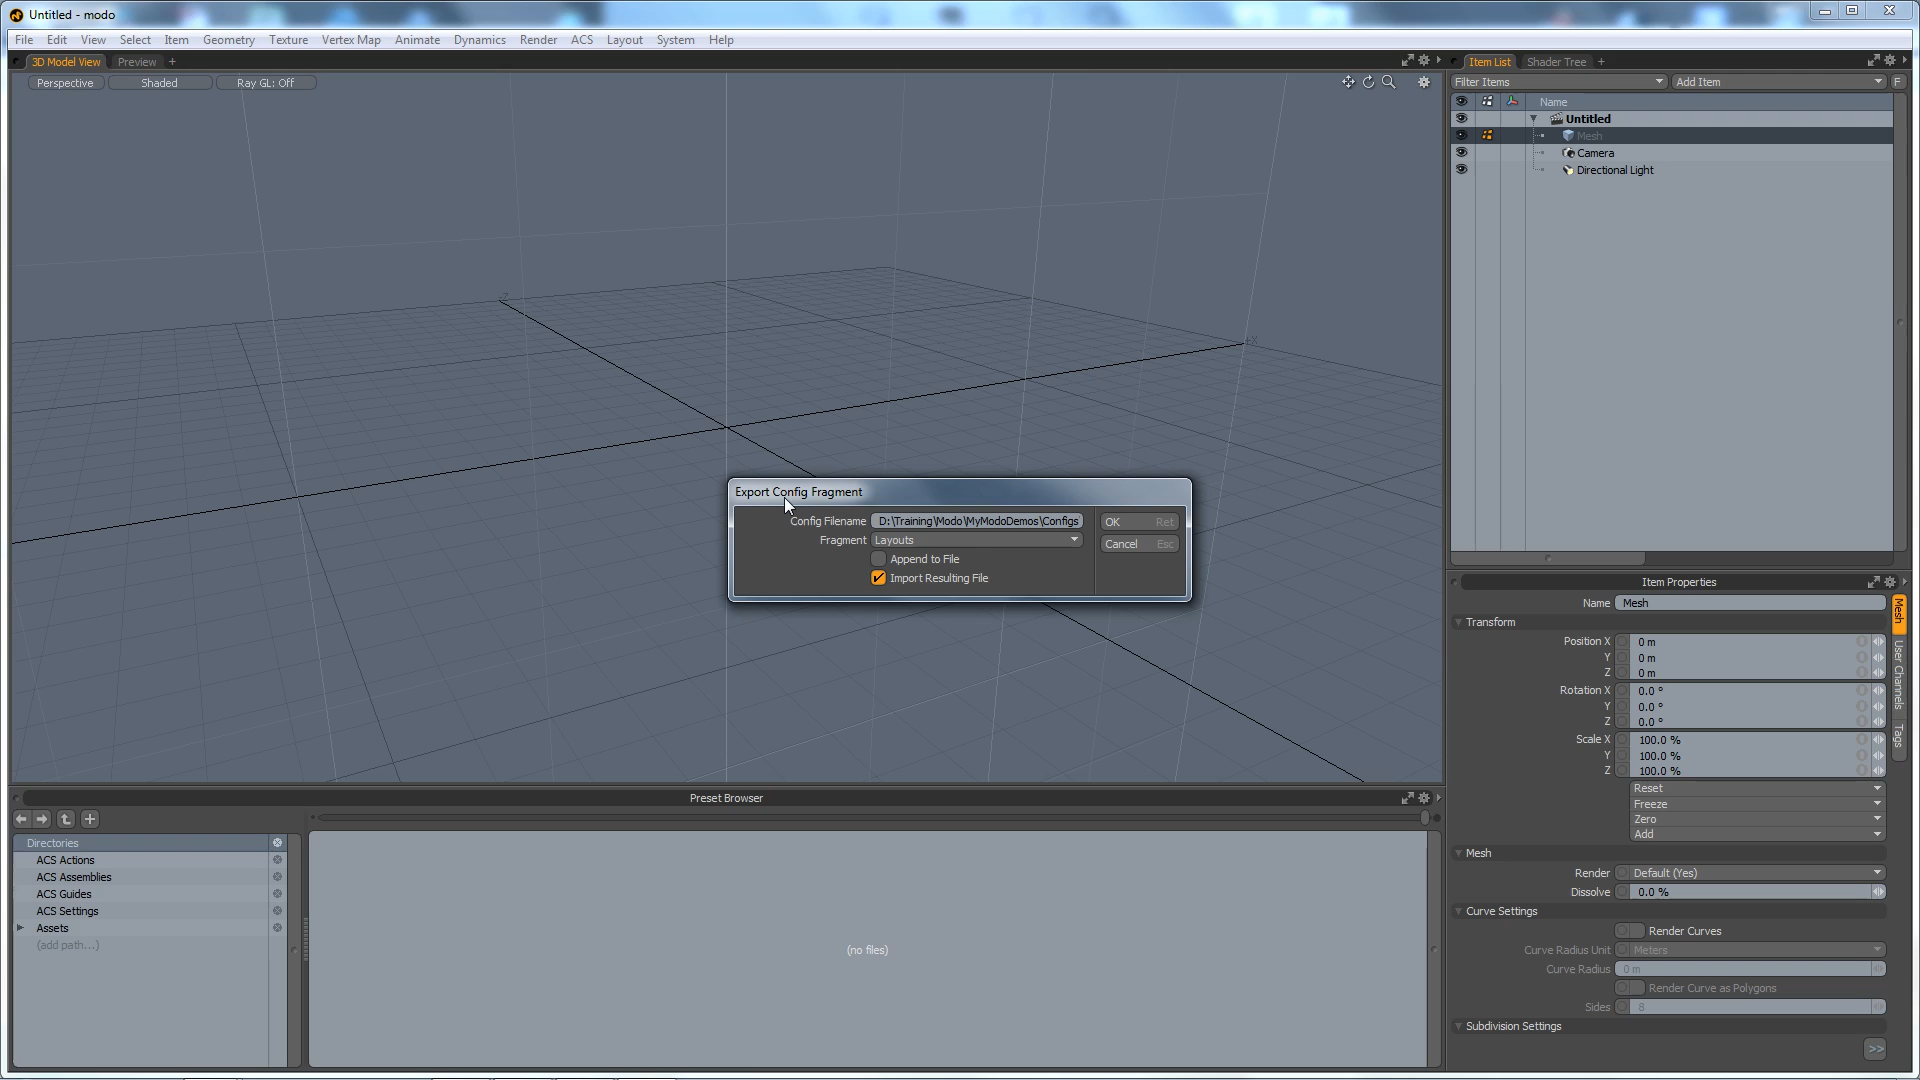 Untitled - modo
File Edit View Select Item Geometry Texture Vertex Map Animate Dynamics Render ACS Layout System Help
3D Model View Preview +
Perspective Shaded Ray GL: Off
Item List Shader Tree +
Filter Items Add Item F
Name
Untitled
Mesh
Camera
Directional Light
-Z
+X
Export Config Fragment
Config Filename D:\Training\Modo\MyModoDemos\Configs
Fragment Layouts
Append to File
Import Resulting File
OK Ret
Cancel Esc
Item Properties
Name Mesh
Transform
Position X 0 m
Y 0 m
Z 0 m
Rotation X 0.0 °
Y 0.0 °
Z 0.0 °
Scale X 100.0 %
Y 100.0 %
Z 100.0 %
Reset
Freeze
Zero
Add
Mesh
Render Default (Yes)
Dissolve 0.0 %
Curve Settings
Render Curves
Curve Radius Unit Meters
Curve Radius 0 m
Render Curve as Polygons
Sides 8
Subdivision Settings
>>
Mesh
User Channels
Tags
Preset Browser
Directories
ACS Actions
ACS Assemblies
ACS Guides
ACS Settings
Assets
(add path...)
(no files)